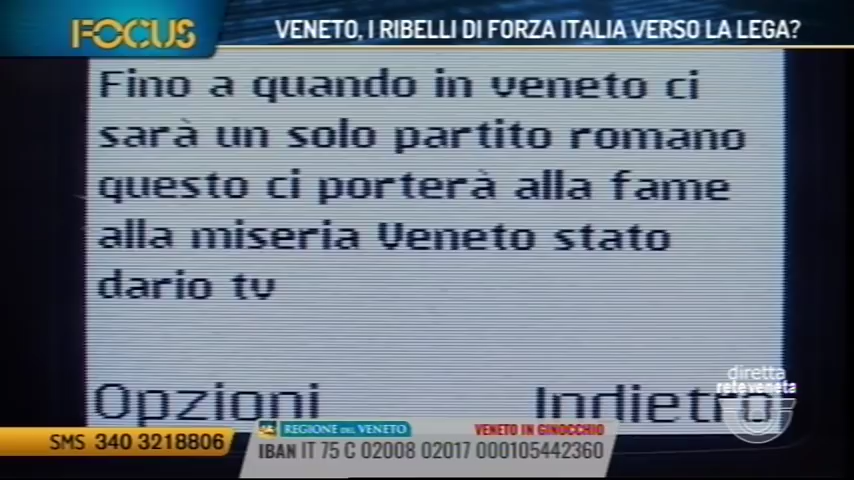 FOCUS
VENETO, I RIBELLI DI FORZA ITALIA VERSO LA LEGA?
Fino a quando in veneto ci
sarà un solo partito romano
questo ci porterà alla fame
alla miseria Veneto stato
dario tv
Opzioni Indietro
diretta
reteveneta
SMS 340 3218806
REGIONE DEL VENETO
VENETO IN GINOCCHIO
IBAN IT 75 C 02008 02017 000105442360